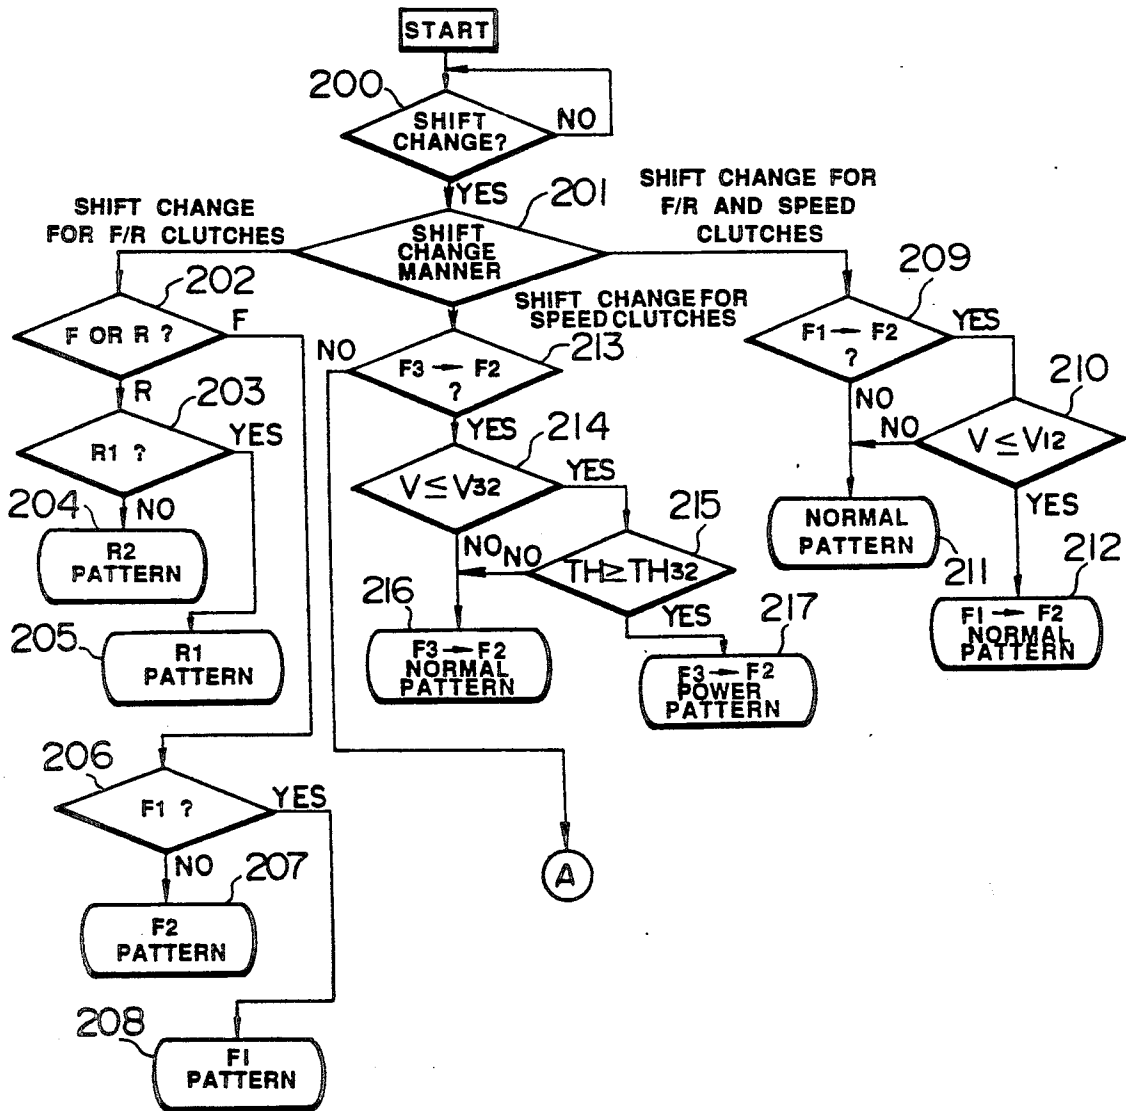 START
200
SHIFT
CHANGE?
NO
YES
201
SHIFT CHANGE
FOR F/R CLUTCHES
SHIFT
CHANGE
MANNER
SHIFT CHANGE FOR
F/R AND SPEED
CLUTCHES
202
F OR R ?
F
R
203
R1 ?
YES
NO
204
R2
PATTERN
205
R1
PATTERN
206
F1 ?
YES
NO
207
F2
PATTERN
208
F1
PATTERN
SHIFT CHANGE FOR
SPEED CLUTCHES
213
NO
F3 → F2
?
YES
214
V ≤ V32
YES
NO
215
NO
TH ≥ TH32
YES
216
F3 → F2
NORMAL
PATTERN
217
F3 → F2
POWER
PATTERN
A
209
F1 → F2
?
YES
NO
210
NO
V ≤ V12
YES
NORMAL
PATTERN
211
212
F1 → F2
NORMAL
PATTERN